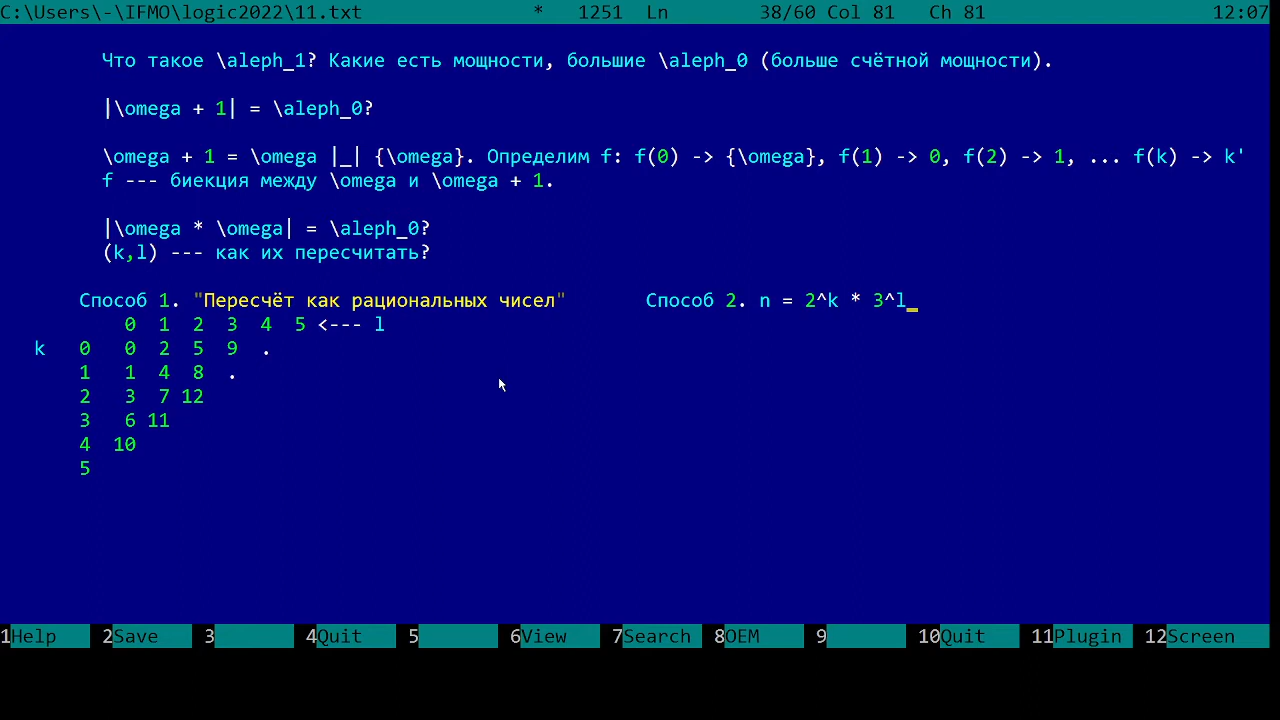 C:\Users\-\IFMO\logic2022\11.txt * 1251 Ln 38/60 Col 81 Ch 81 12:07
Что такое \aleph_1? Какие есть мощности, большие \aleph_0 (больше счётной мощности).
|\omega + 1| = \aleph_0?
\omega + 1 = \omega |_| {\omega}. Определим f: f(0) -> {\omega}, f(1) -> 0, f(2) -> 1, ... f(k) -> k'
f --- биекция между \omega и \omega + 1.
|\omega * \omega| = \aleph_0?
(k,l) --- как их пересчитать?
Способ 1. "Пересчёт как рациональных чисел" Способ 2. n = 2^k * 3^l_
0 1 2 3 4 5 <--- l
k 0 0 2 5 9 .
1 1 4 8 .
2 3 7 12
3 6 11
4 10
5
1Help 2Save 3 4Quit 5 6View 7Search 8OEM 9 10Quit 11Plugin 12Screen